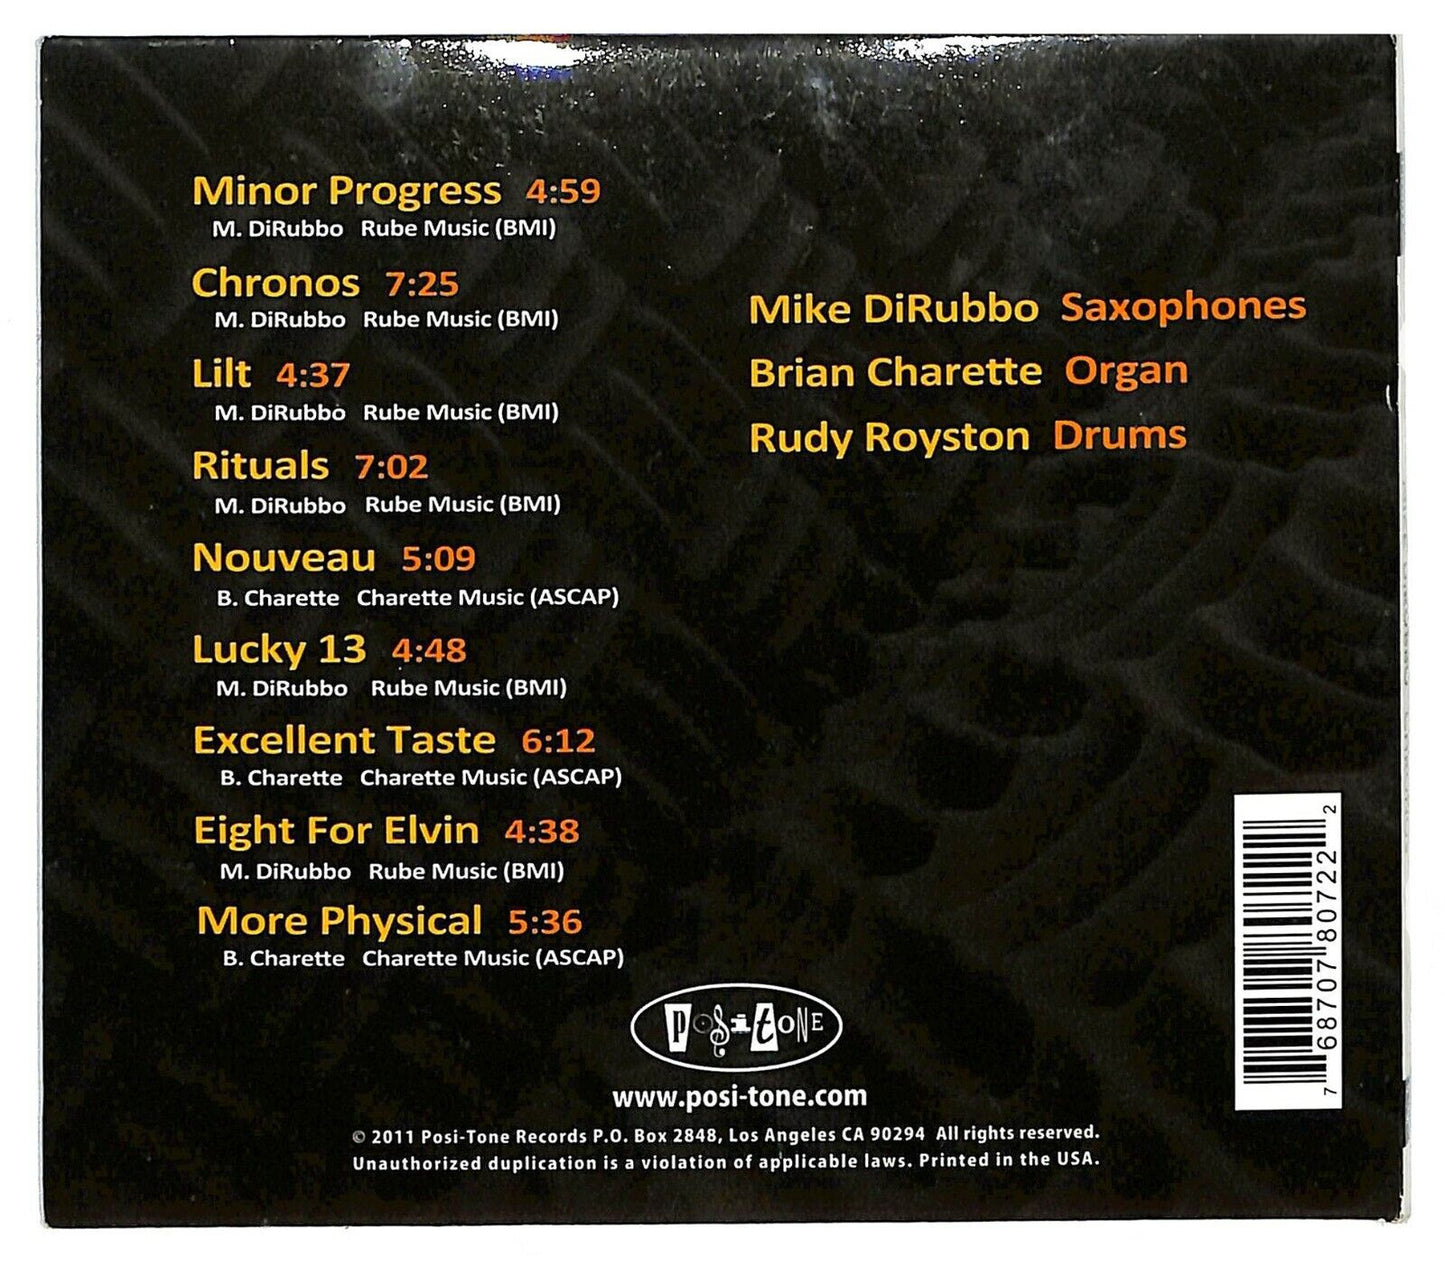 Minor Progress 4:59
M. DiRubbo Rube Music (BMI)
Chronos 7:25
M. DiRubbo Rube Music (BMI)
Lilt 4:37
M. DiRubbo Rube Music (BMI)
Rituals 7:02
M. DiRubbo Rube Music (BMI)
Nouveau 5:09
B. Charette Charette Music (ASCAP)
Lucky 13 4:48
M. DiRubbo Rube Music (BMI)
Excellent Taste 6:12
B. Charette Charette Music (ASCAP)
Eight For Elvin 4:38
M. DiRubbo Rube Music (BMI)
More Physical 5:36
B. Charette Charette Music (ASCAP)
Mike DiRubbo Saxophones
Brian Charette Organ
Rudy Royston Drums
7 68707 80722 2
POSITONE
www.posi-tone.com
© 2011 Posi-Tone Records P.O. Box 2848, Los Angeles CA 90294 All rights reserved.
Unauthorized duplication is a violation of applicable laws. Printed in the USA.